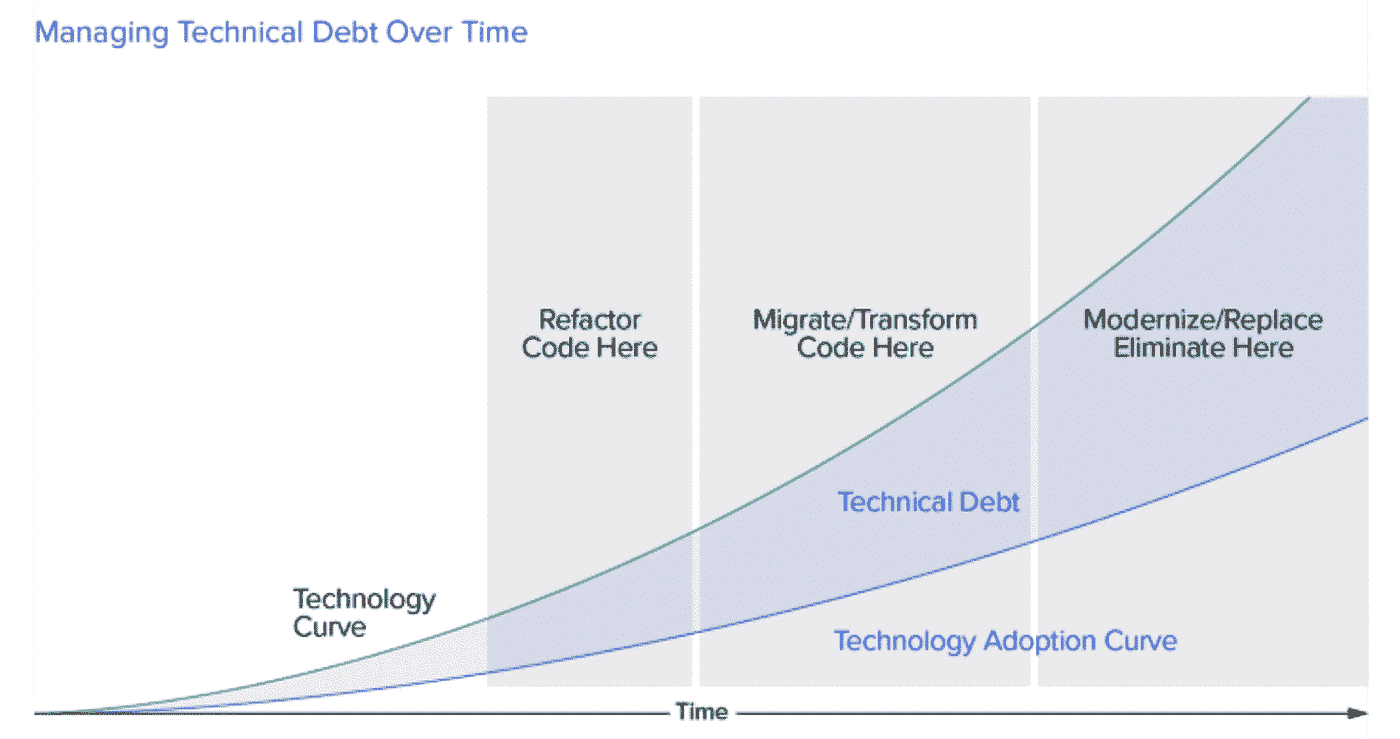 Managing Technical Debt Over Time
Refactor
Code Here
Migrate/Transform
Code Here
Modernize/Replace
Eliminate Here
Technical Debt
Technology
Curve
Technology Adoption Curve
Time